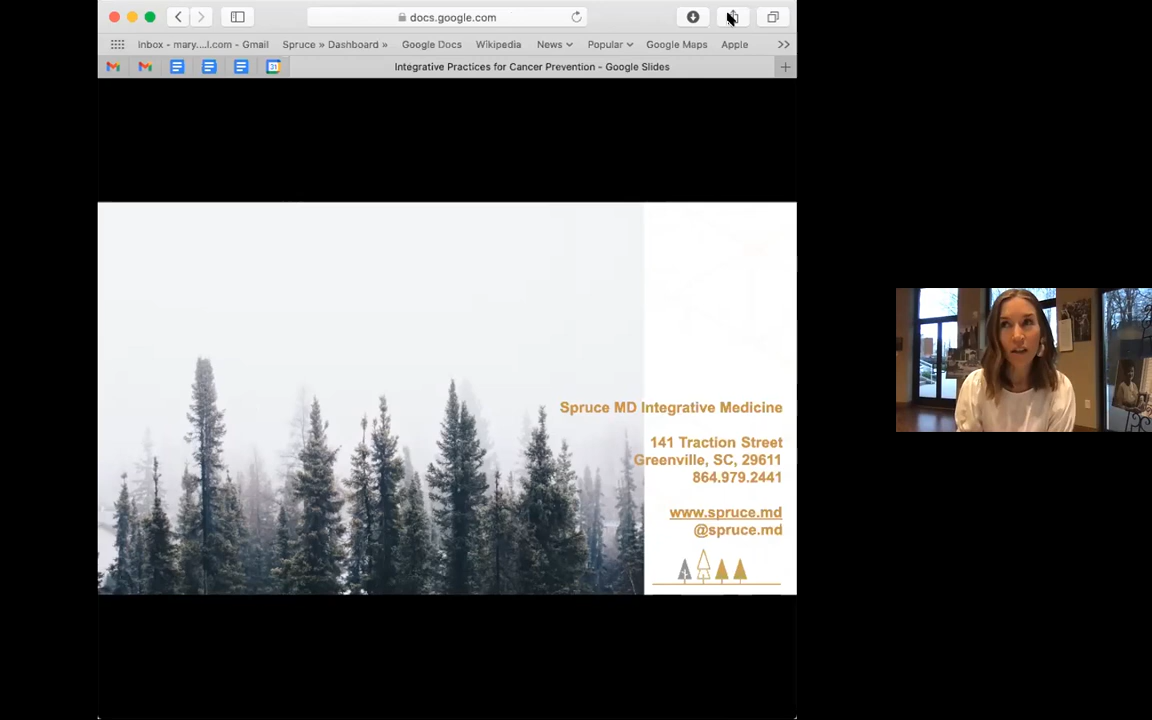 docs.google.com
Inbox - mary....l.com - Gmail Spruce » Dashboard » Google Docs Wikipedia News Popular Google Maps Apple
31 Integrative Practices for Cancer Prevention - Google Slides
Spruce MD Integrative Medicine
141 Traction Street
Greenville, SC, 29611
864.979.2441
www.spruce.md
@spruce.md